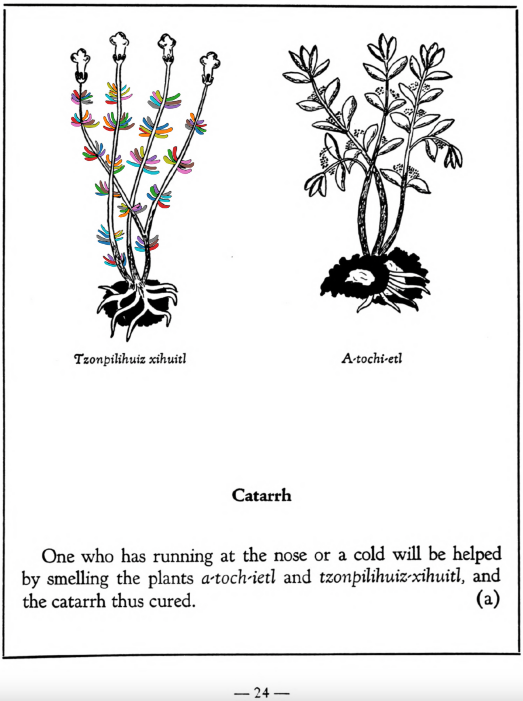 Tzonpilihuiz xihuitl
A-tochi-etl
Catarrh
One who has running at the nose or a cold will be helped
by smelling the plants a-toch-ietl and tzonpilihuiz-xihuitl, and
the catarrh thus cured. (a)
— 24 —